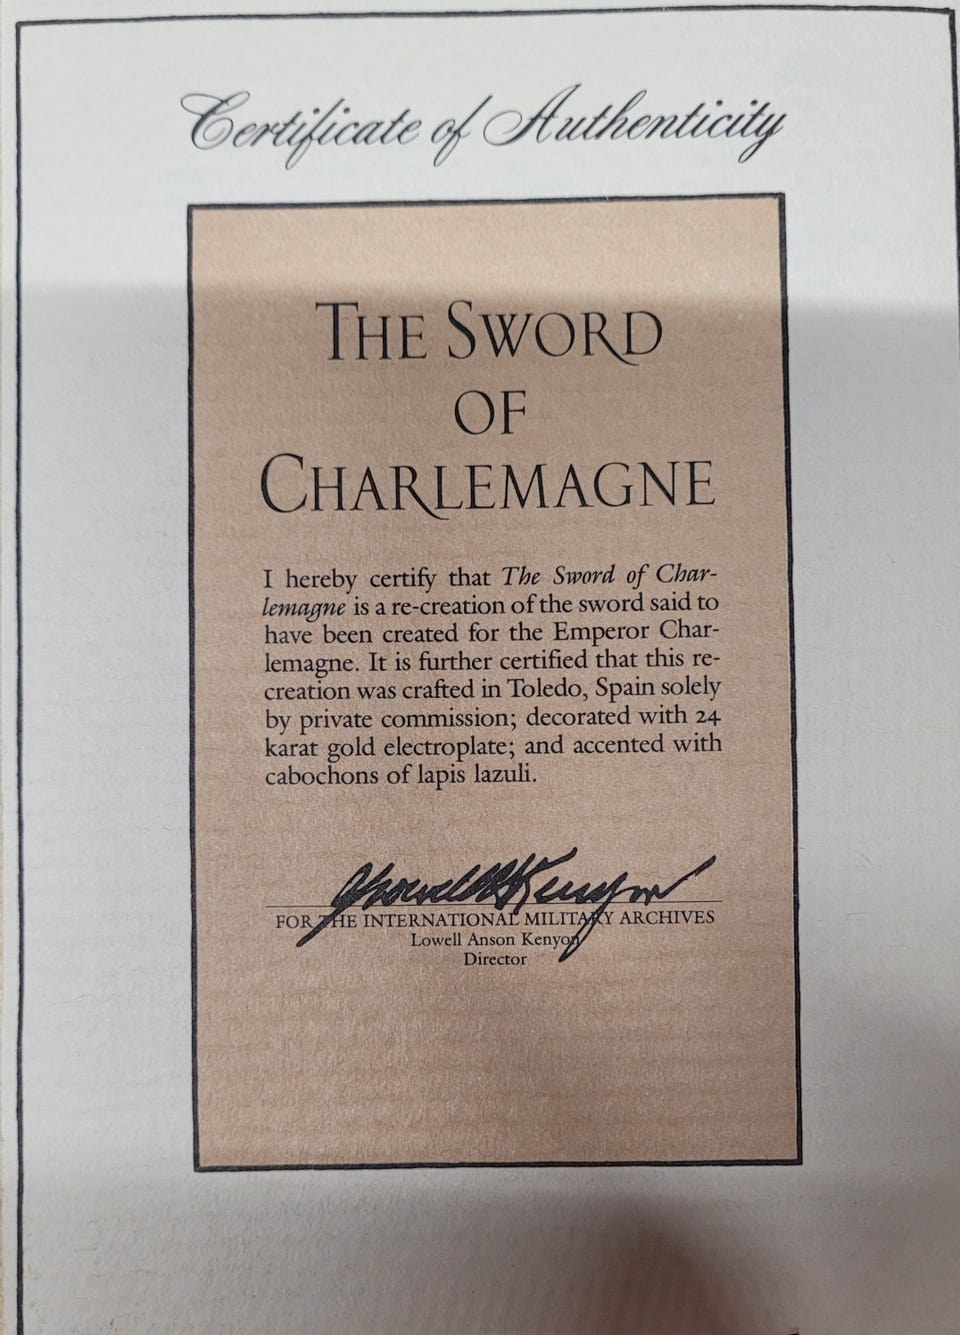 Certificate of Authenticity
THE SWORD
OF
CHARLEMAGNE
I hereby certify that The Sword of Char-
lemagne is a re-creation of the sword said to
have been created for the Emperor Char-
lemagne. It is further certified that this re-
creation was crafted in Toledo, Spain solely
by private commission; decorated with 24
karat gold electroplate; and accented with
cabochons of lapis lazuli.
FOR THE INTERNATIONAL MILITARY ARCHIVES
Lowell Anson Kenyon
Director